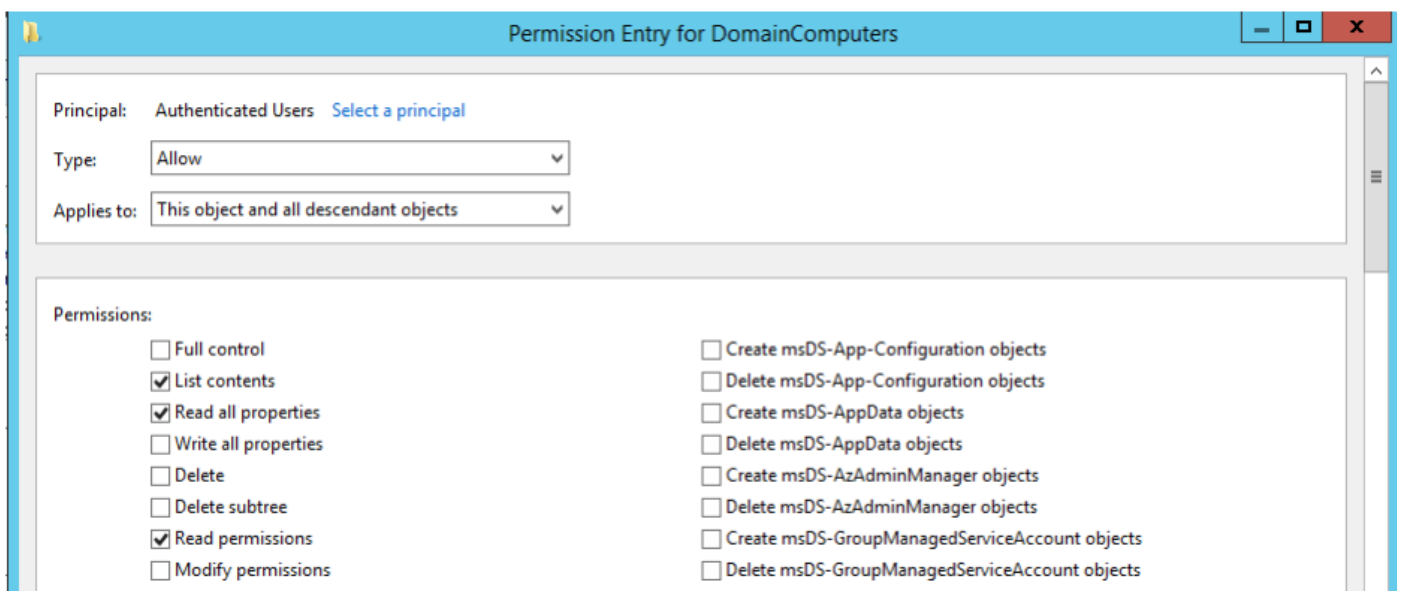 Permission Entry for DomainComputers
Principal: Authenticated Users Select a principal
Type: Allow
Applies to: This object and all descendant objects
Permissions:
Full control
List contents
Read all properties
Write all properties
Delete
Delete subtree
Read permissions
Modify permissions
Create msDS-App-Configuration objects
Delete msDS-App-Configuration objects
Create msDS-AppData objects
Delete msDS-AppData objects
Create msDS-AzAdminManager objects
Delete msDS-AzAdminManager objects
Create msDS-GroupManagedServiceAccount objects
Delete msDS-GroupManagedServiceAccount objects